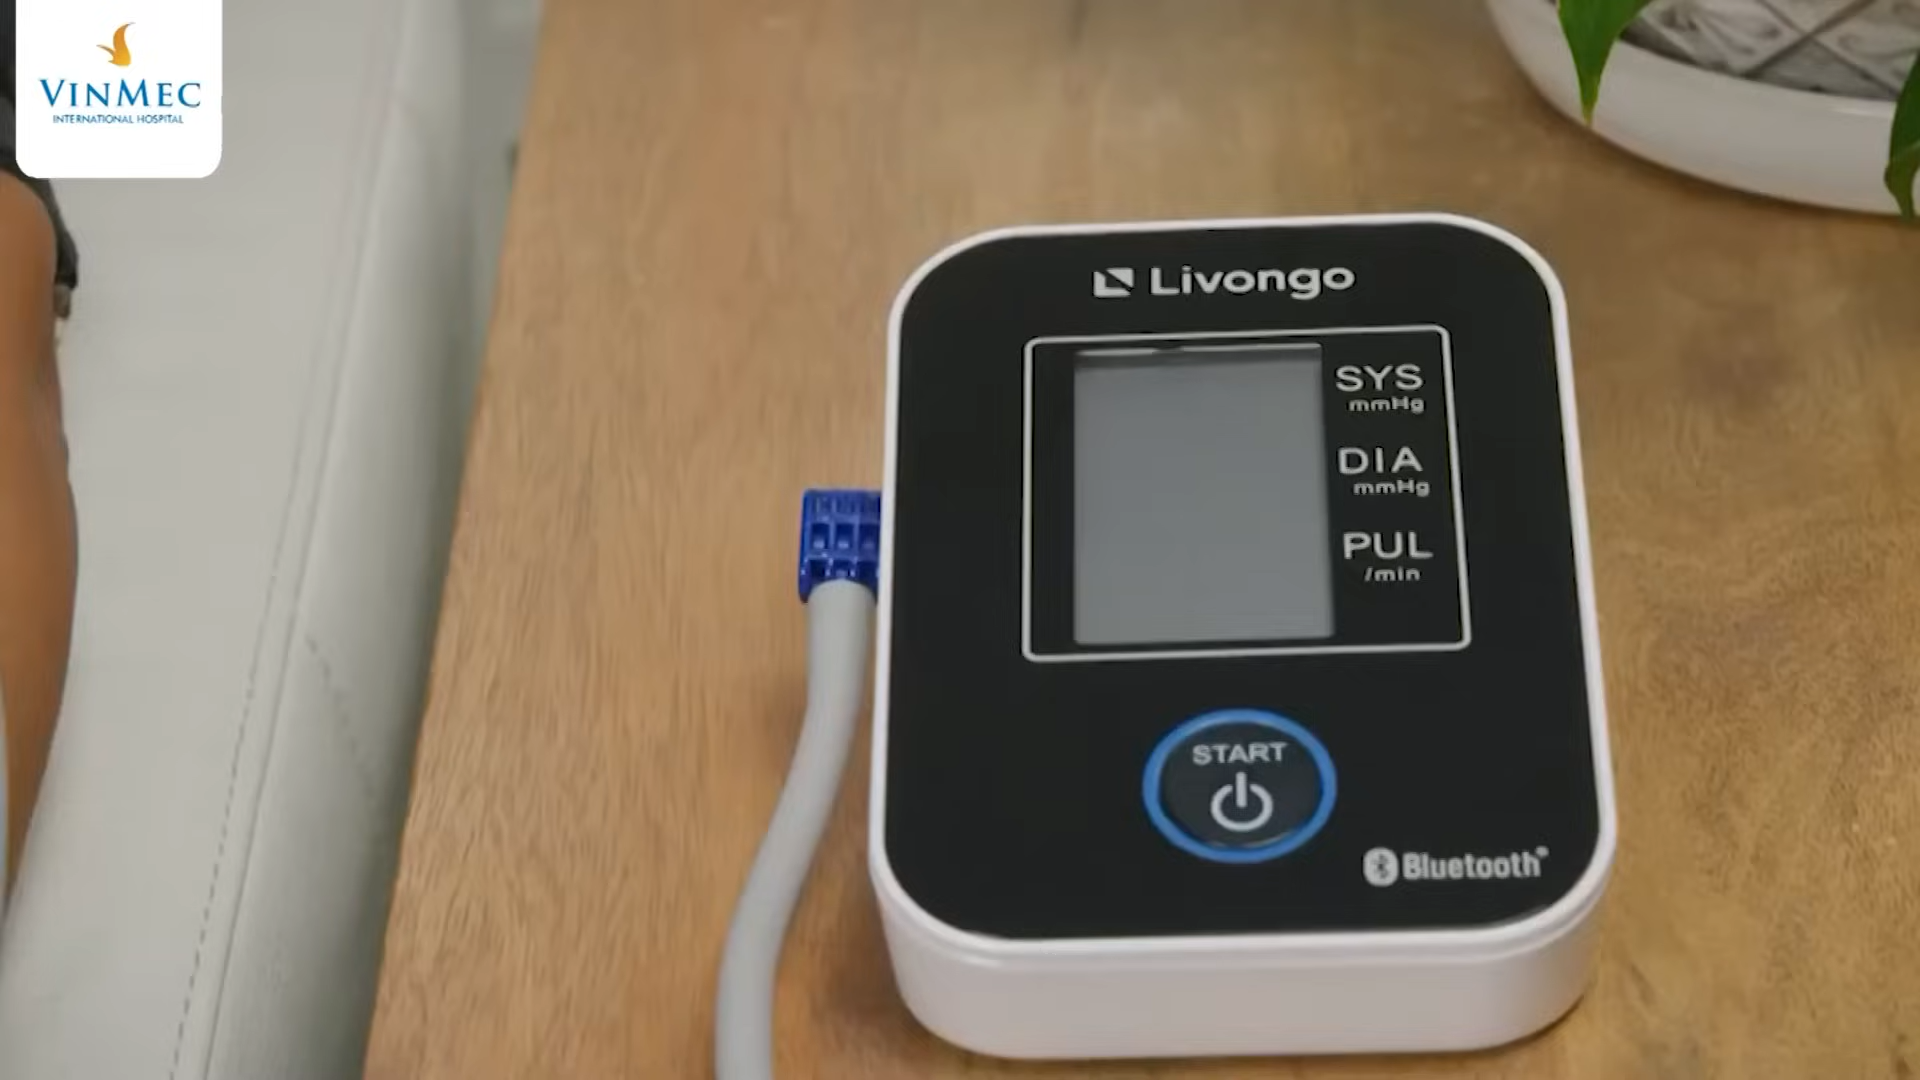 VINMEC
INTERNATIONAL HOSPITAL
Livongo
SYS
mmHg
DIA
mmHg
PUL
/min
START
Bluetooth®